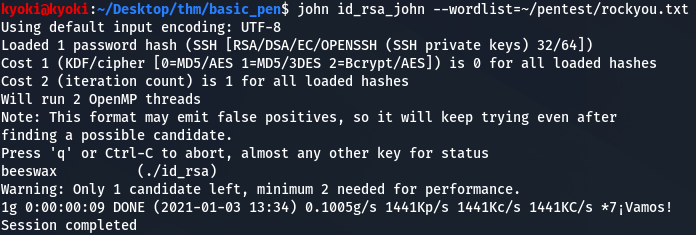 kyoki@kyoki:~/Desktop/thm/basic_pen$ john id_rsa_john --wordlist=~/pentest/rockyou.txt
Using default input encoding: UTF-8
Loaded 1 password hash (SSH [RSA/DSA/EC/OPENSSH (SSH private keys) 32/64])
Cost 1 (KDF/cipher [0=MD5/AES 1=MD5/3DES 2=Bcrypt/AES]) is 0 for all loaded hashes
Cost 2 (iteration count) is 1 for all loaded hashes
Will run 2 OpenMP threads
Note: This format may emit false positives, so it will keep trying even after
finding a possible candidate.
Press 'q' or Ctrl-C to abort, almost any other key for status
beeswax          (./id_rsa)
Warning: Only 1 candidate left, minimum 2 needed for performance.
1g 0:00:00:09 DONE (2021-01-03 13:34) 0.1005g/s 1441Kp/s 1441Kc/s 1441KC/s *7¡Vamos!
Session completed